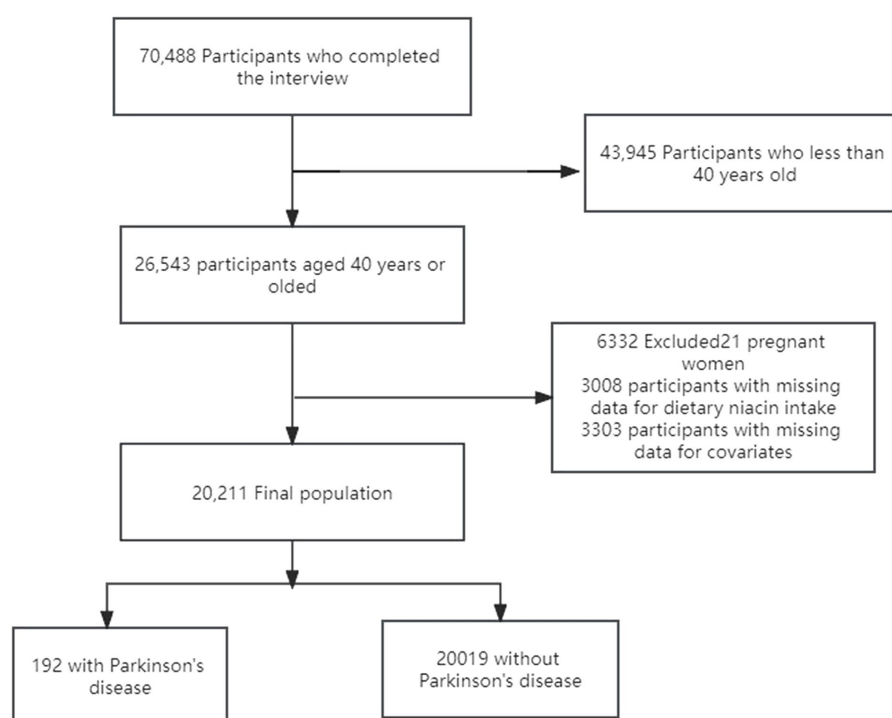 70,488 Participants who completed
the interview
43,945 Participants who less than
40 years old
26,543 participants aged 40 years or
olded
6332 Excluded21 pregnant
women
3008 participants with missing
data for dietary niacin intake
3303 participants with missing
data for covariates
20,211 Final population
192 with Parkinson's
disease
20019 without
Parkinson's disease